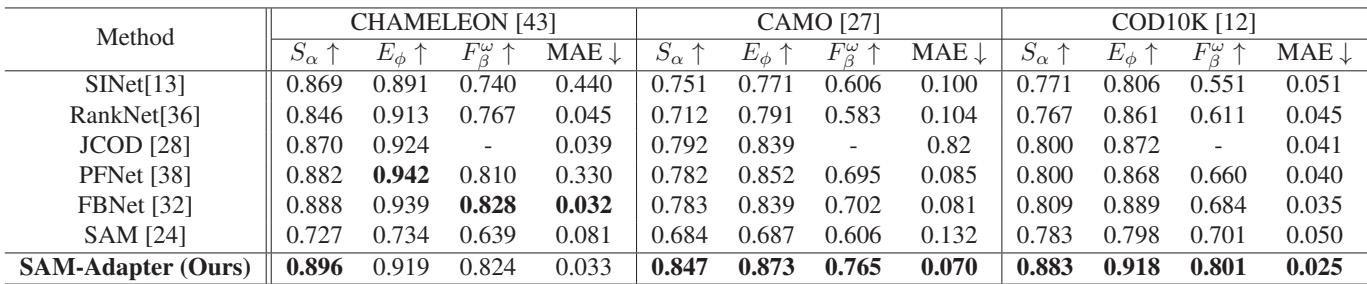 Method CHAMELEON [43] CAMO [27] COD10K [12]
Sα ↑ Eϕ ↑ Fωβ ↑ MAE ↓ Sα ↑ Eϕ ↑ Fωβ ↑ MAE ↓ Sα ↑ Eϕ ↑ Fωβ ↑ MAE ↓
SINet[13] 0.869 0.891 0.740 0.440 0.751 0.771 0.606 0.100 0.771 0.806 0.551 0.051
RankNet[36] 0.846 0.913 0.767 0.045 0.712 0.791 0.583 0.104 0.767 0.861 0.611 0.045
JCOD [28] 0.870 0.924 - 0.039 0.792 0.839 - 0.82 0.800 0.872 - 0.041
PFNet [38] 0.882 0.942 0.810 0.330 0.782 0.852 0.695 0.085 0.800 0.868 0.660 0.040
FBNet [32] 0.888 0.939 0.828 0.032 0.783 0.839 0.702 0.081 0.809 0.889 0.684 0.035
SAM [24] 0.727 0.734 0.639 0.081 0.684 0.687 0.606 0.132 0.783 0.798 0.701 0.050
SAM-Adapter (Ours) 0.896 0.919 0.824 0.033 0.847 0.873 0.765 0.070 0.883 0.918 0.801 0.025